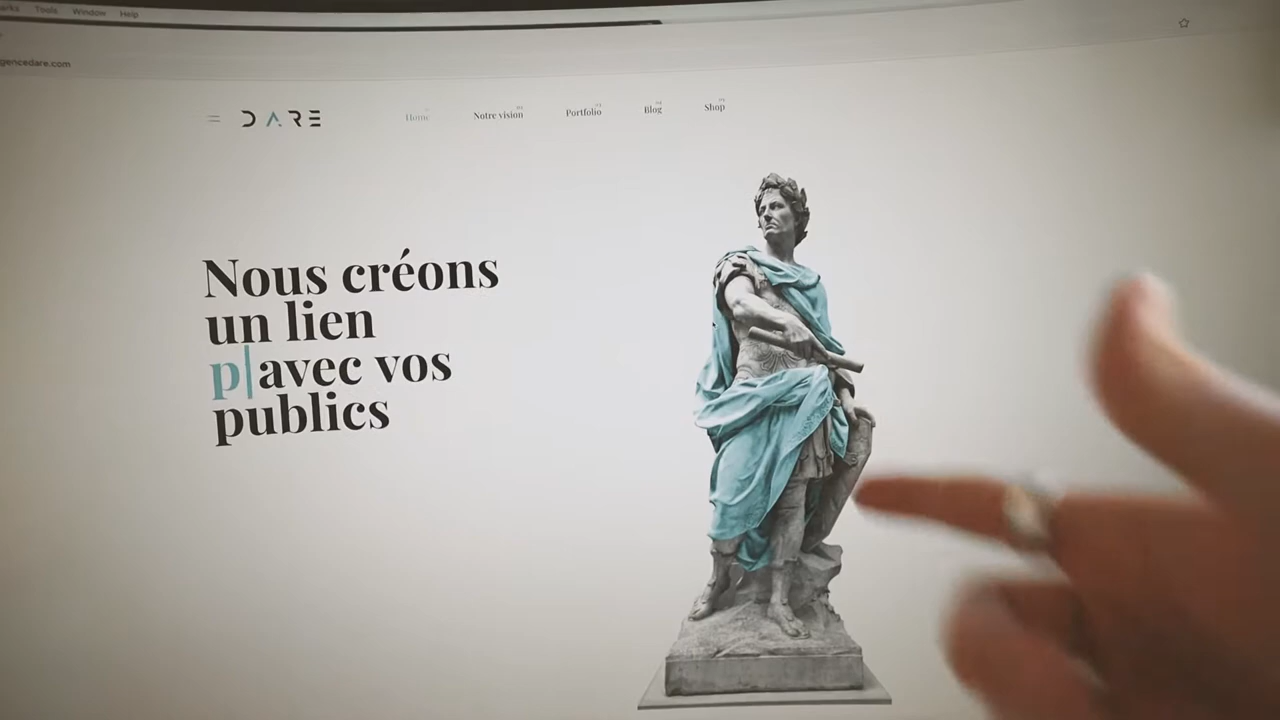 Tools Window Help
gencedare.com
DARE
Home Notre vision Portfolio Blog Shop
Nous créons
un lien
p|avec vos
publics